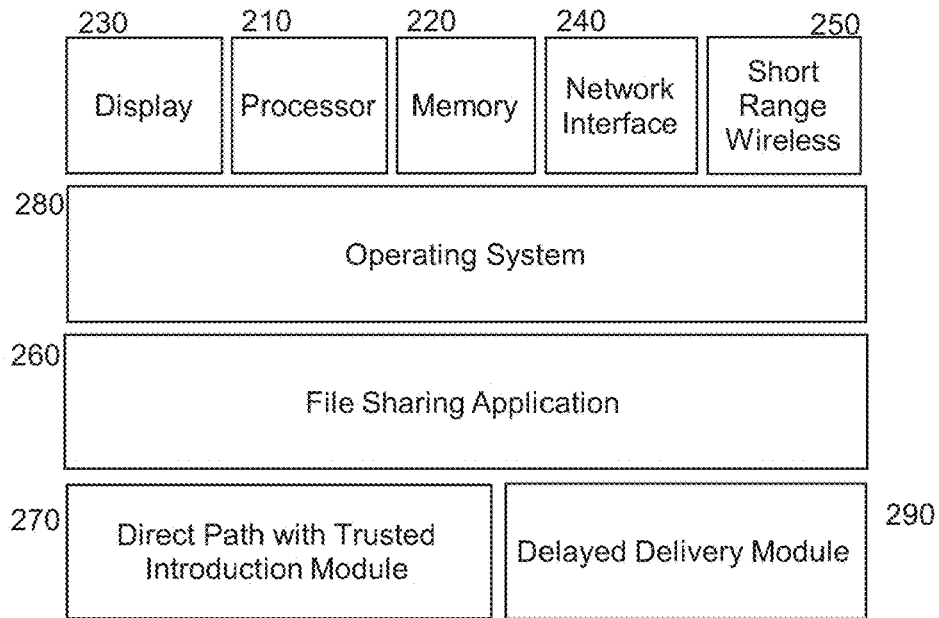 230
210
220
240
250
Display
Processor
Memory
Network
Interface
Short
Range
Wireless
280
Operating System
260
File Sharing Application
270
Direct Path with Trusted
Introduction Module
Delayed Delivery Module
290